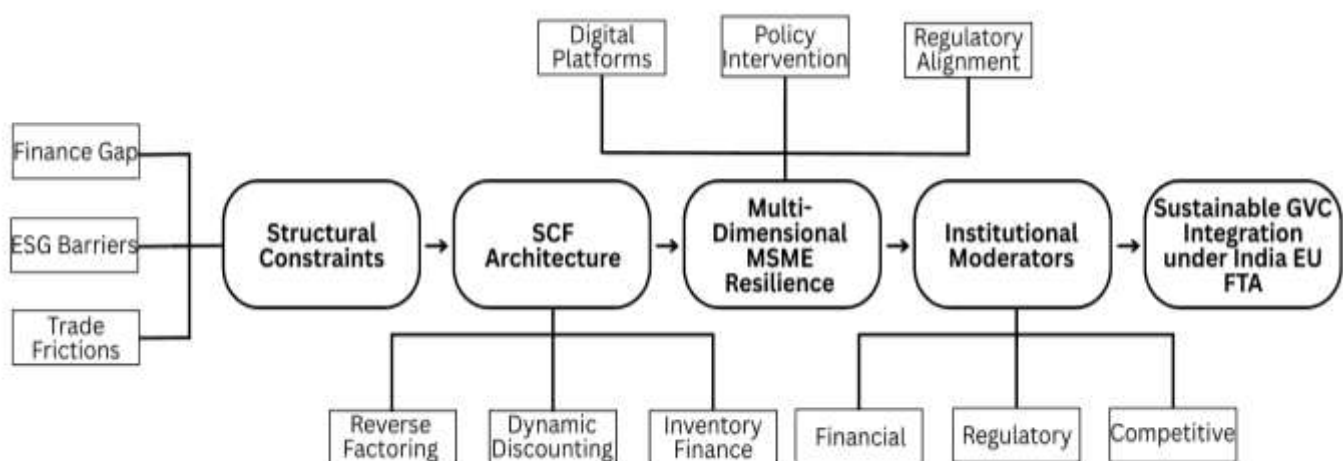 Digital
Platforms
Policy
Intervention
Regulatory
Alignment
Finance Gap
ESG Barriers
Trade
Frictions
Structural
Constraints
SCF
Architecture
Multi-
Dimensional
MSME
Resilience
Institutional
Moderators
Sustainable GVC
Integration
under India EU
FTA
Reverse
Factoring
Dynamic
Discounting
Inventory
Finance
Financial
Regulatory
Competitive